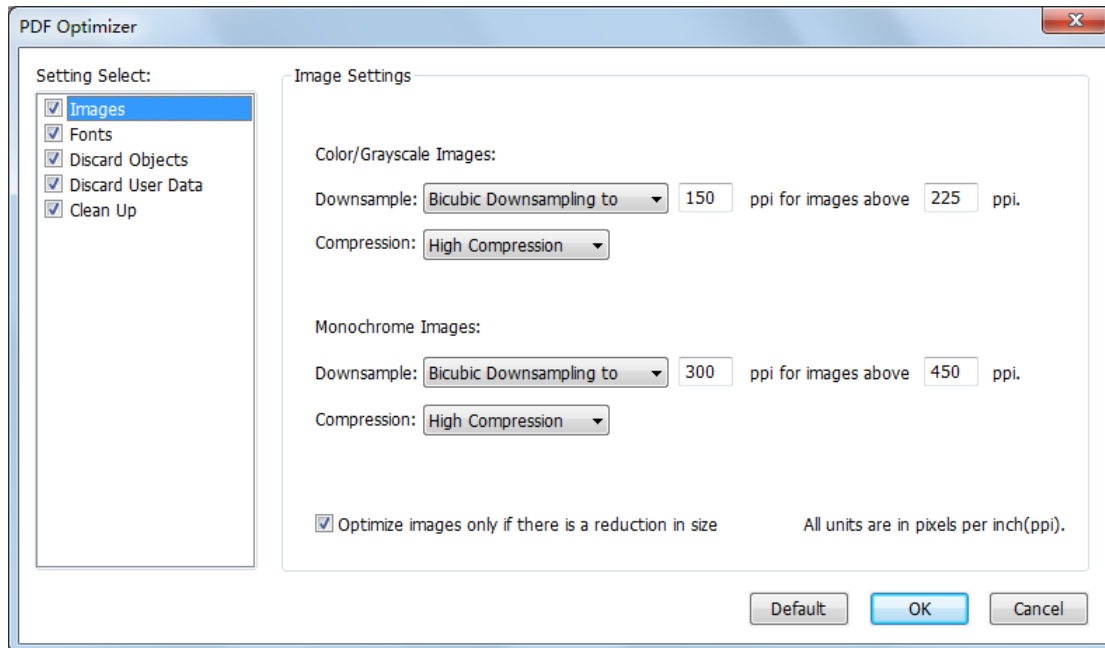 PDF Optimizer
Setting Select:
Images
Fonts
Discard Objects
Discard User Data
Clean Up
Image Settings
Color/Grayscale Images:
Downsample: Bicubic Downsampling to 150 ppi for images above 225 ppi.
Compression: High Compression
Monochrome Images:
Downsample: Bicubic Downsampling to 300 ppi for images above 450 ppi.
Compression: High Compression
Optimize images only if there is a reduction in size All units are in pixels per inch(ppi).
Default OK Cancel